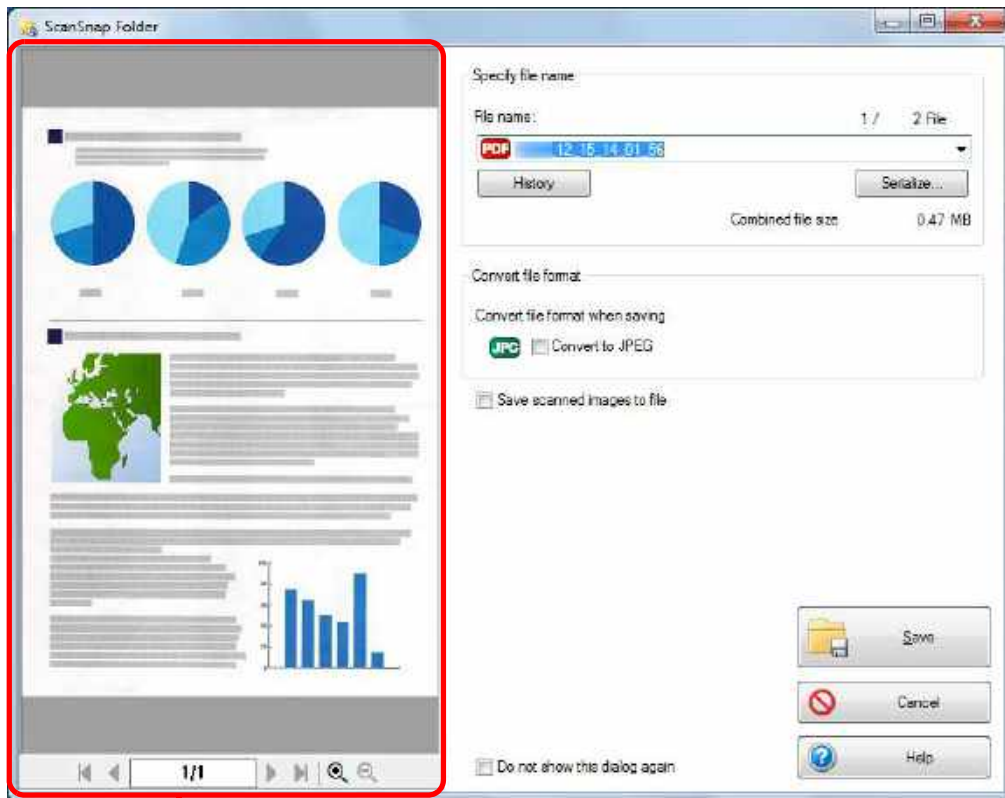 ScanSnap Folder
Specify file name
File name:
1 / 2 File
PDF 12_15_14_01_56
History
Serialize...
Combined file size 0.47 MB
Convert file format
Convert file format when saving
JPG Convert to JPEG
Save scanned images to file
Save
Cancel
1/1
Do not show this dialog again
Help